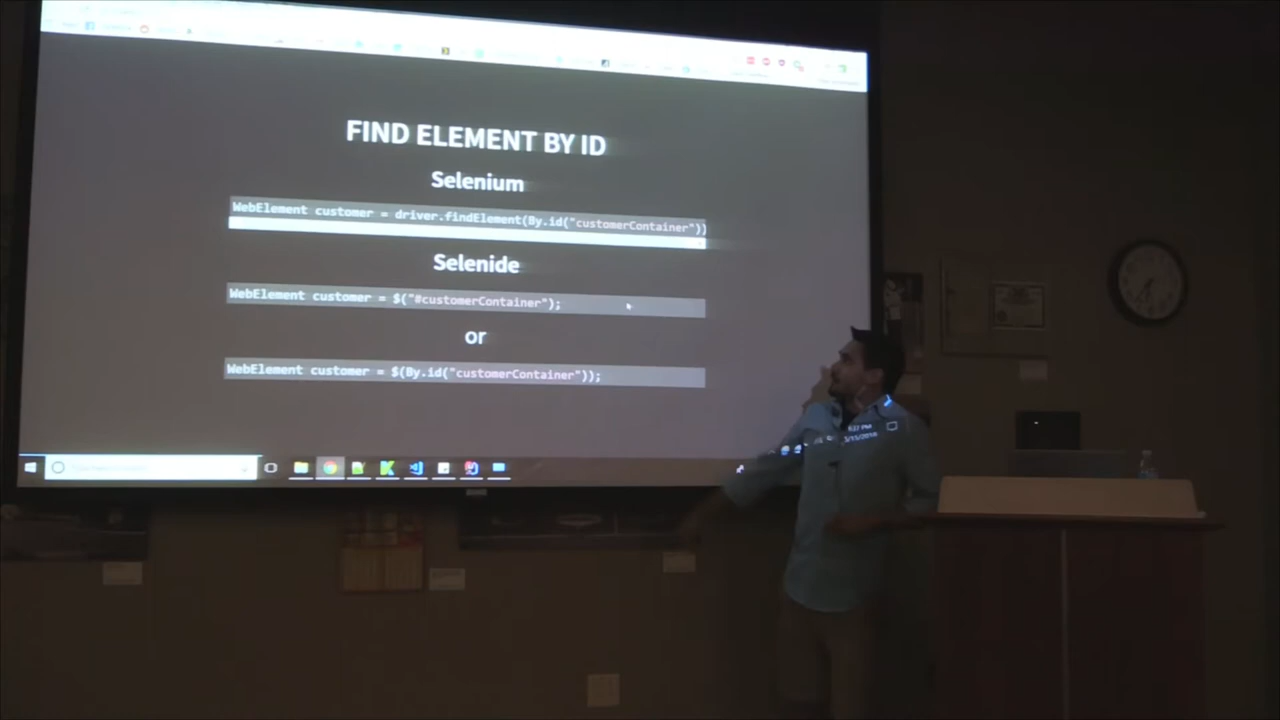 FIND ELEMENT BY ID
Selenium
WebElement customer = driver.findElement(By.id("customerContainer"))
Selenide
WebElement customer = $("#customerContainer");
or
WebElement customer = $(By.id("customerContainer"));